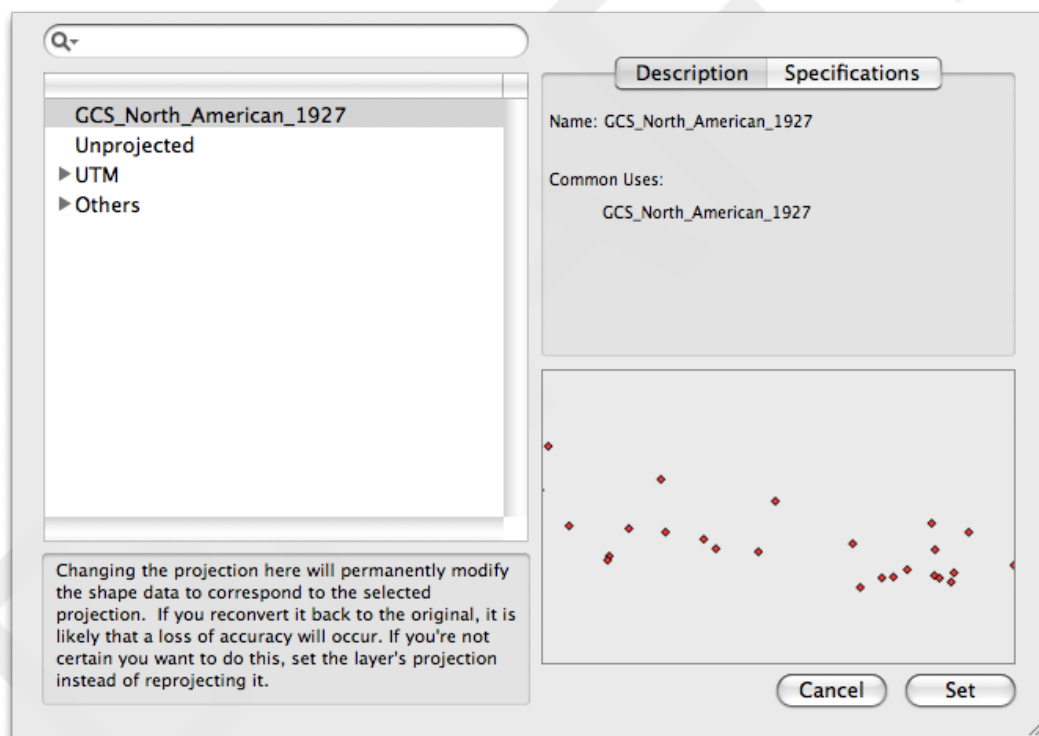 Description Specifications
GCS_North_American_1927
Unprojected
UTM
Others
Name: GCS_North_American_1927
Common Uses:
GCS_North_American_1927
Changing the projection here will permanently modify
the shape data to correspond to the selected
projection.  If you reconvert it back to the original, it is
likely that a loss of accuracy will occur. If you're not
certain you want to do this, set the layer's projection
instead of reprojecting it.
Cancel Set